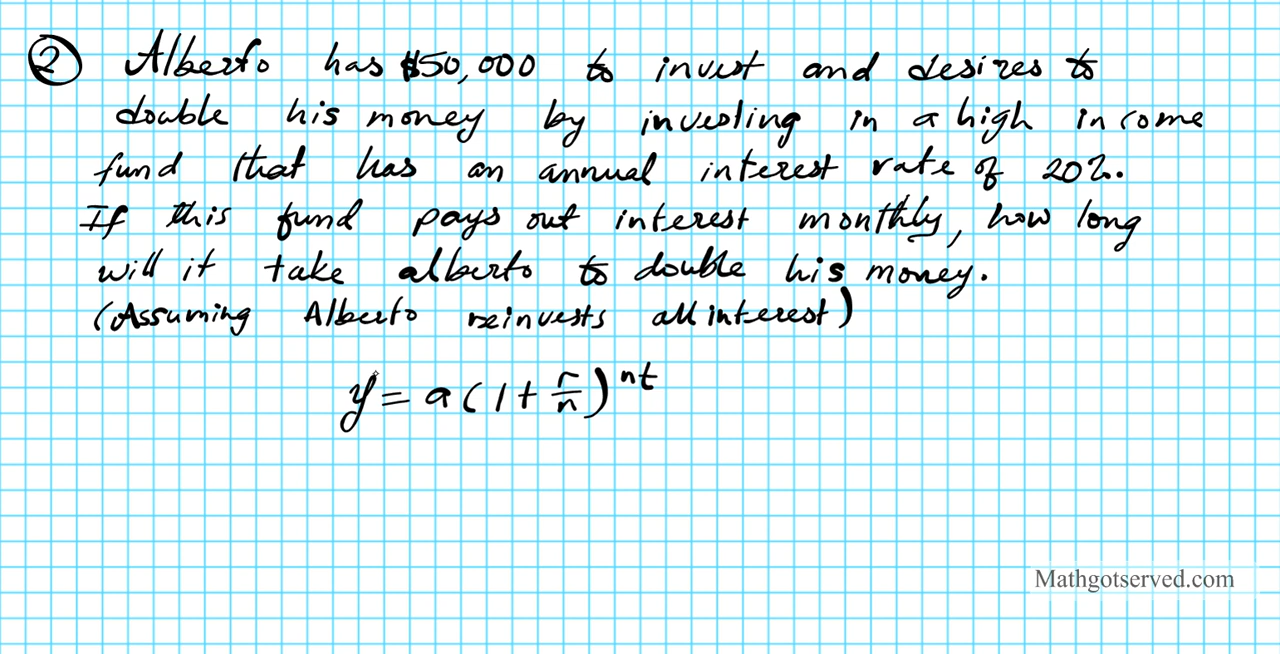 ② Alberto has $50,000 to invest and desires to
double his money by investing in a high income
fund that has an annual interest rate of 20%.
If this fund pays out interest monthly, how long
will it take alberto to double his money.
(Assuming Alberto reinvests all interest)
y = a(1 + r/n)^nt
Mathgotserved.com